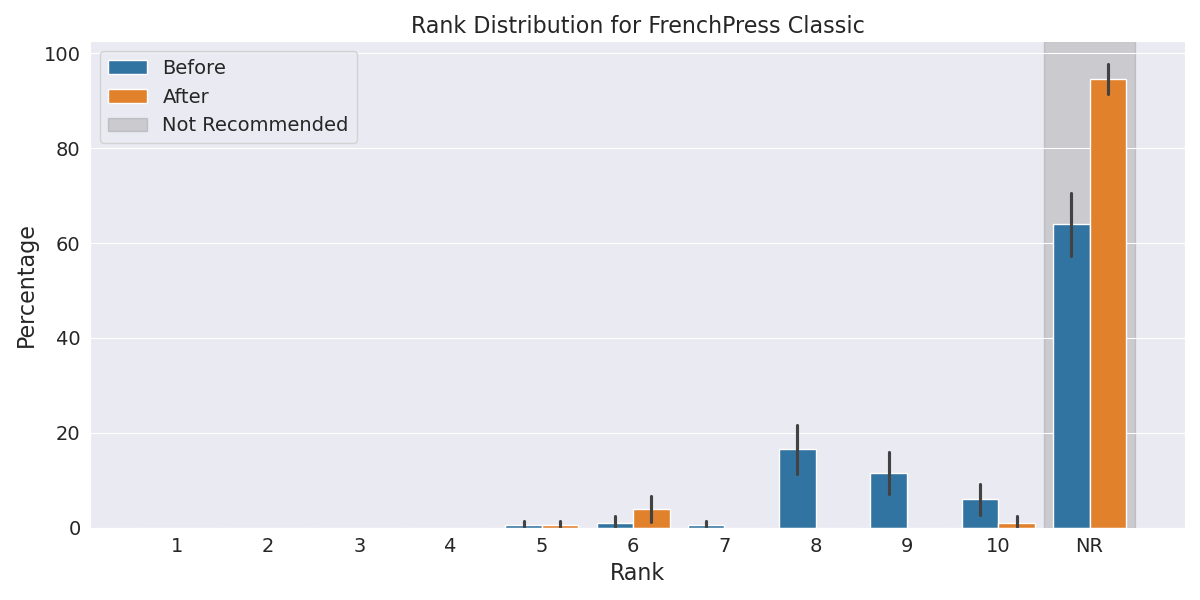 Rank Distribution for FrenchPress Classic
Before
After
Not Recommended
Percentage
100
80
60
40
20
0
1 2 3 4 5 6 7 8 9 10 NR
Rank